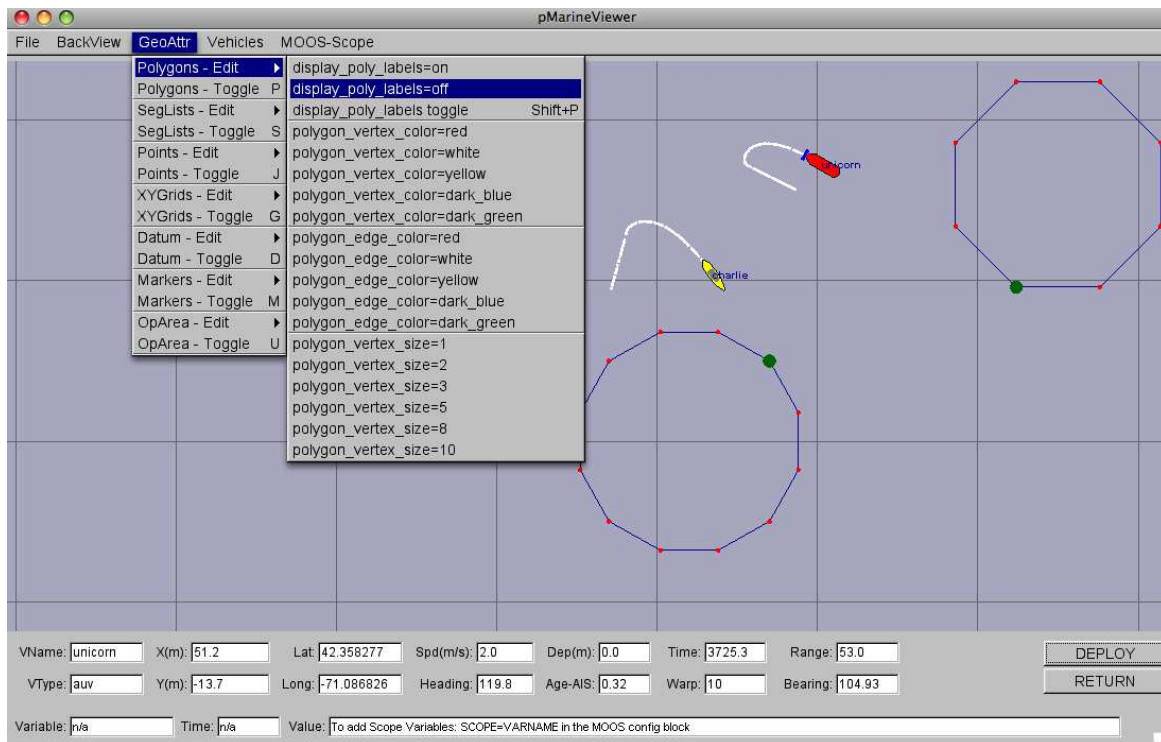 pMarineViewer
File BackView GeoAttr Vehicles MOOS-Scope
Polygons - Edit
Polygons - Toggle P
SegLists - Edit
SegLists - Toggle S
Points - Edit
Points - Toggle J
XYGrids - Edit
XYGrids - Toggle G
Datum - Edit
Datum - Toggle D
Markers - Edit
Markers - Toggle M
OpArea - Edit
OpArea - Toggle U
display_poly_labels=on
display_poly_labels=off
display_poly_labels toggle Shift+P
polygon_vertex_color=red
polygon_vertex_color=white
polygon_vertex_color=yellow
polygon_vertex_color=dark_blue
polygon_vertex_color=dark_green
polygon_edge_color=red
polygon_edge_color=white
polygon_edge_color=yellow
polygon_edge_color=dark_blue
polygon_edge_color=dark_green
polygon_vertex_size=1
polygon_vertex_size=2
polygon_vertex_size=3
polygon_vertex_size=5
polygon_vertex_size=8
polygon_vertex_size=10
unicorn
charlie
VName: unicorn X(m): 51.2 Lat: 42.358277 Spd(m/s): 2.0 Dep(m): 0.0 Time: 3725.3 Range: 53.0 DEPLOY
VType: auv Y(m): -13.7 Long: -71.086826 Heading: 119.8 Age-AIS: 0.32 Warp: 10 Bearing: 104.93 RETURN
Variable: n/a Time: n/a Value: To add Scope Variables: SCOPE=VARNAME in the MOOS config block